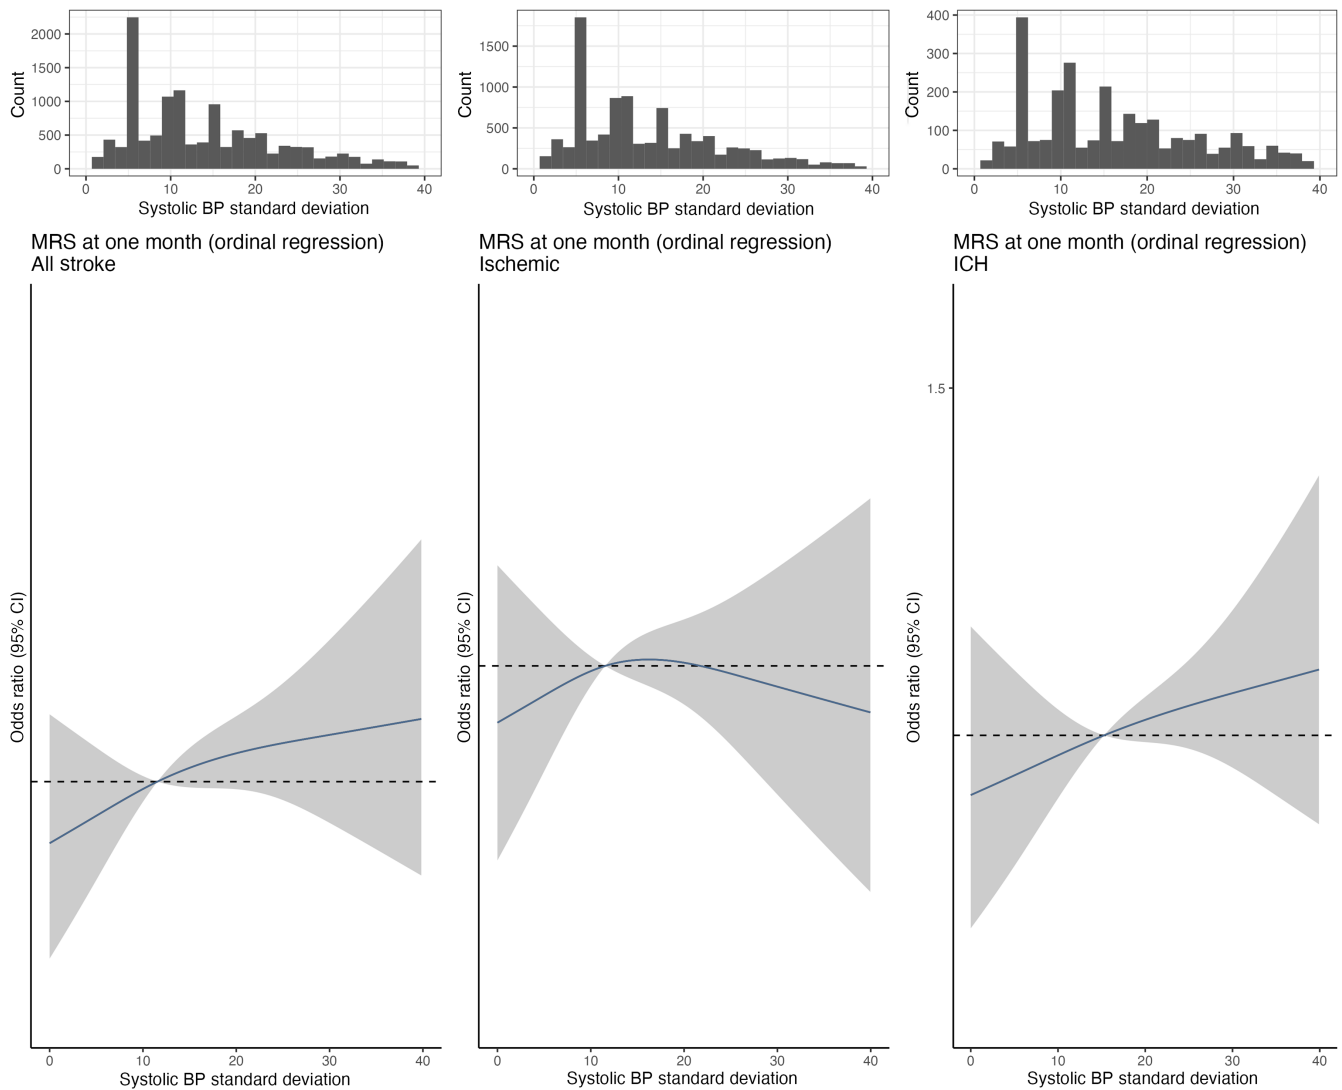 2000
1500
1000
500
0
Count
0 10 20 30 40
Systolic BP standard deviation
1500
1000
500
0
Count
0 10 20 30 40
Systolic BP standard deviation
400
300
200
100
0
Count
0 10 20 30 40
Systolic BP standard deviation
MRS at one month (ordinal regression)
All stroke
Odds ratio (95% CI)
0 10 20 30 40
Systolic BP standard deviation
MRS at one month (ordinal regression)
Ischemic
Odds ratio (95% CI)
0 10 20 30 40
Systolic BP standard deviation
MRS at one month (ordinal regression)
ICH
1.5
Odds ratio (95% CI)
0 10 20 30 40
Systolic BP standard deviation